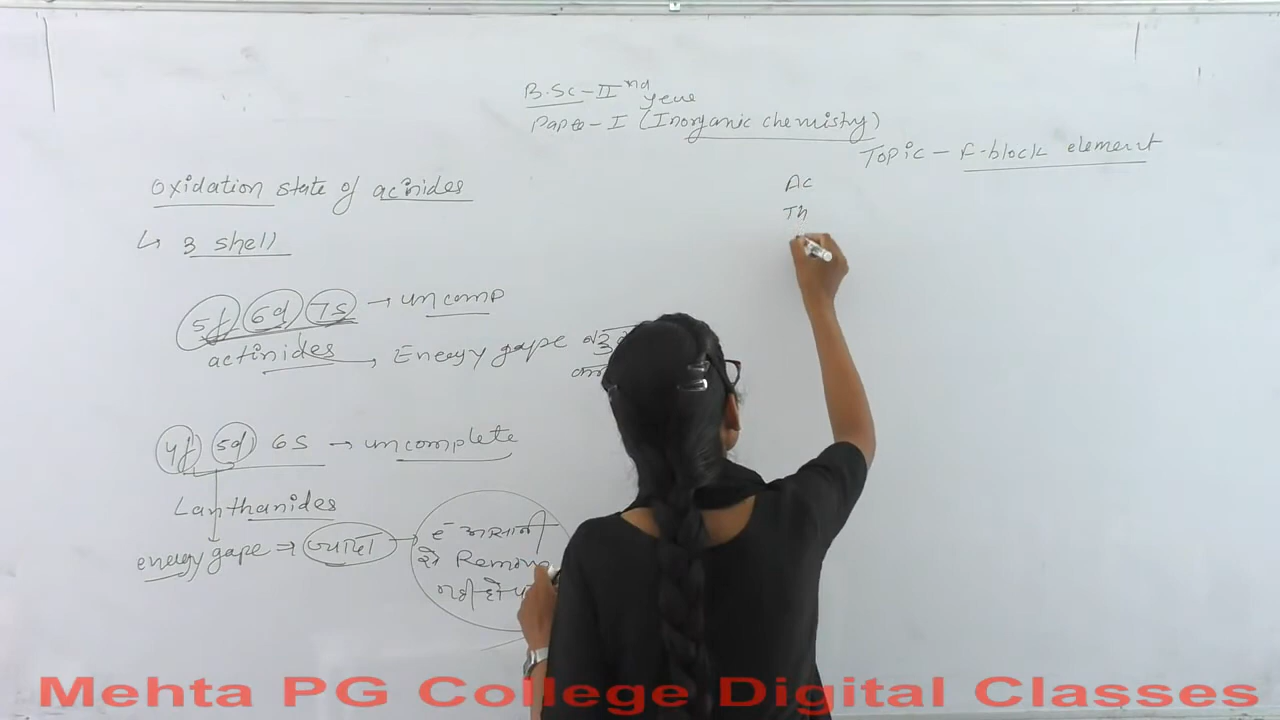 B.Sc - II nd year
Paper - I (Inorganic chemistry)
Topic - F-block element
Oxidation state of acinides
↳ 3 shell
5f 6d 7s → uncomp
actinides, Energy gape बहुत
4f 5d 6s → uncomplete
Lanthanides
energy gape ⇒ ज्यादा
ē आसानी
से Remove
नही हो
Ac
Th
Mehta PG College Digital Classes